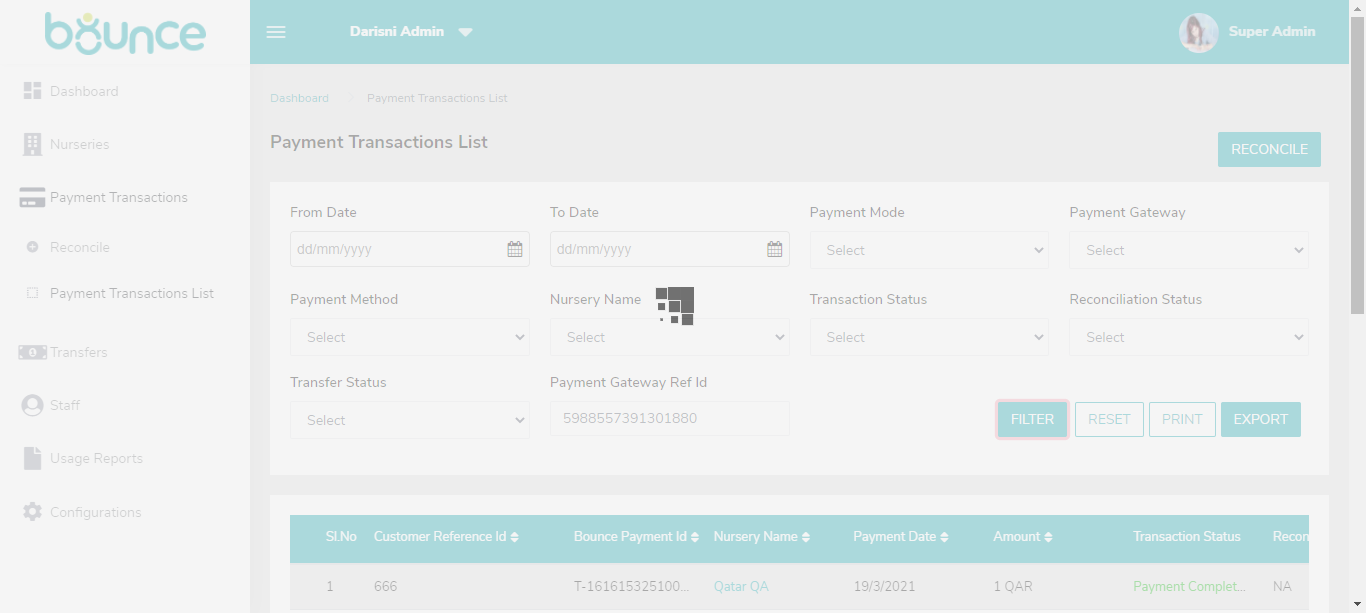 bounce
Darisni Admin
Super Admin
Dashboard
Nurseries
Payment Transactions
Reconcile
Payment Transactions List
Transfers
Staff
Usage Reports
Configurations
Dashboard > Payment Transactions List
Payment Transactions List
RECONCILE
From Date To Date Payment Mode Payment Gateway
dd/mm/yyyy dd/mm/yyyy Select Select
Payment Method Nursery Name Transaction Status Reconciliation Status
Select Select Select Select
Transfer Status Payment Gateway Ref Id
Select 5988557391301880 FILTER RESET PRINT EXPORT
Sl.No Customer Reference Id Bounce Payment Id Nursery Name Payment Date Amount Transaction Status Recon
1 666 T-161615325100... Qatar QA 19/3/2021 1 QAR Payment Complet... NA